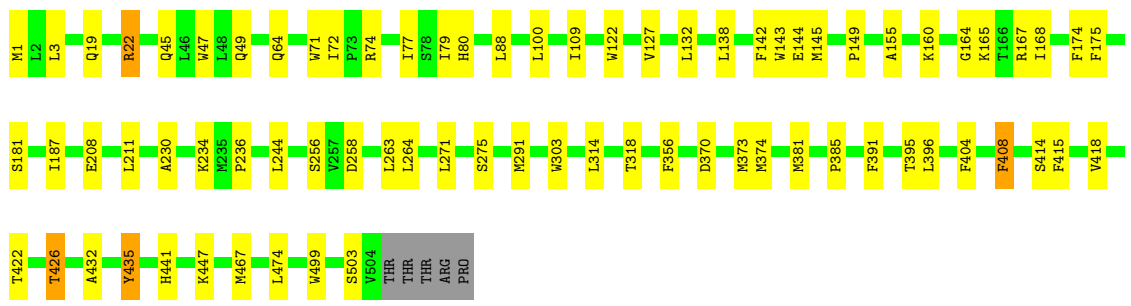 M1 L2 L3 Q19 R22 Q45 L46 W47 L48 Q49 Q64 W71 I72 P73 R74 I77 S78 I79 H80 L88 L100 I109 W122 V127 L132 L138 F142 W143 E144 M145 P149 A155 K160 G164 K165 T166 R167 I168 F174 F175
S181 I187 E208 L211 A230 K234 M235 P236 L244 S256 V257 D258 L263 L264 L271 S275 M291 W303 L314 T318 F356 D370 M373 M374 M381 P385 F391 T395 L396 F404 F408 S414 F415 V418
T422 T426 A432 Y435 H441 K447 M467 L474 W499 S503 V504 THR THR THR ARG PRO